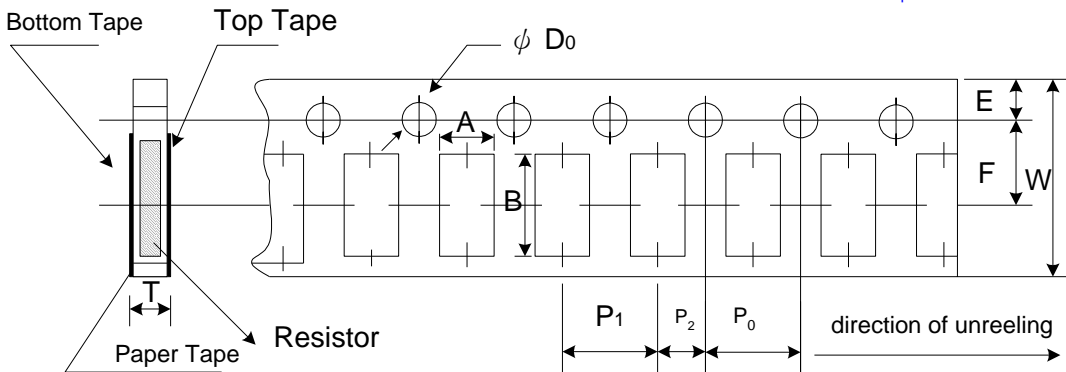 Bottom Tape
Top Tape
ϕ D0
E
A
F
W
B
T
P1
P2
P0
Resistor
direction of unreeling
Paper Tape